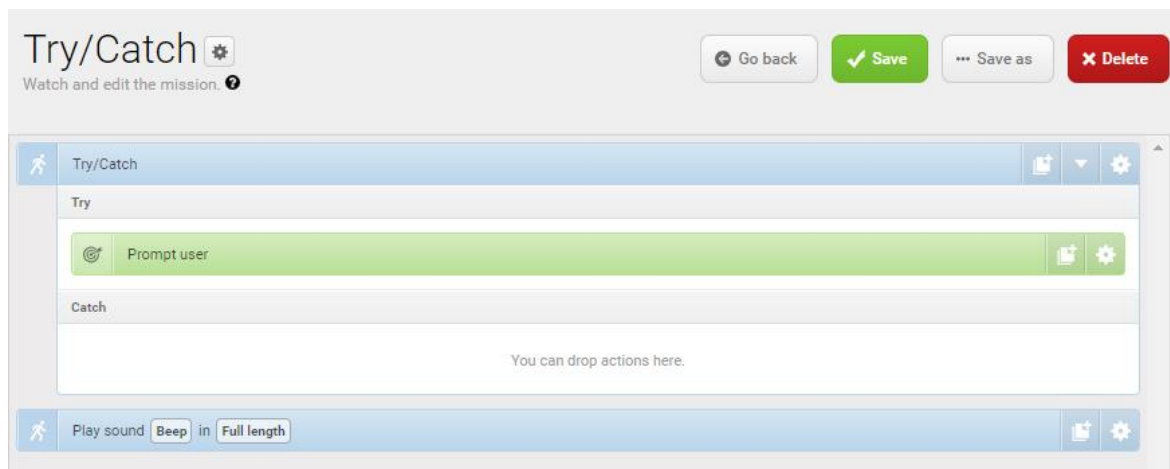 Try/Catch
Go back
Save
Save as
Delete
Watch and edit the mission.
Try/Catch
Try
Prompt user
Catch
You can drop actions here.
Play sound Beep in Full length